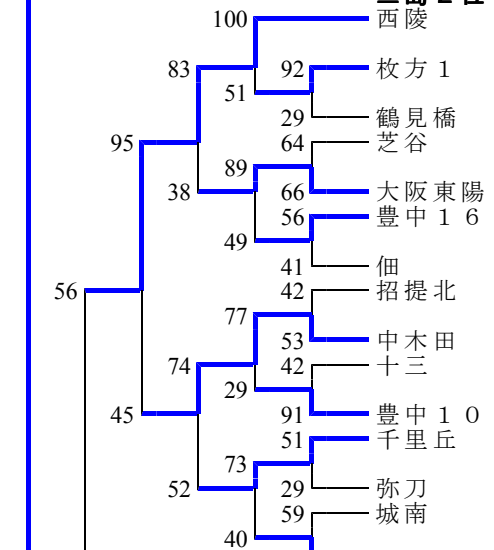 100 西陵
83 92 枚方１
51
29 鶴見橋
95 64 芝谷
89
38 66 大阪東陽
56 豊中１６
49
41 佃
56 42 招提北
77
53 中木田
74 42 十三
29
45 91 豊中１０
51 千里丘
73
52 29 弥刀
59 城南
40